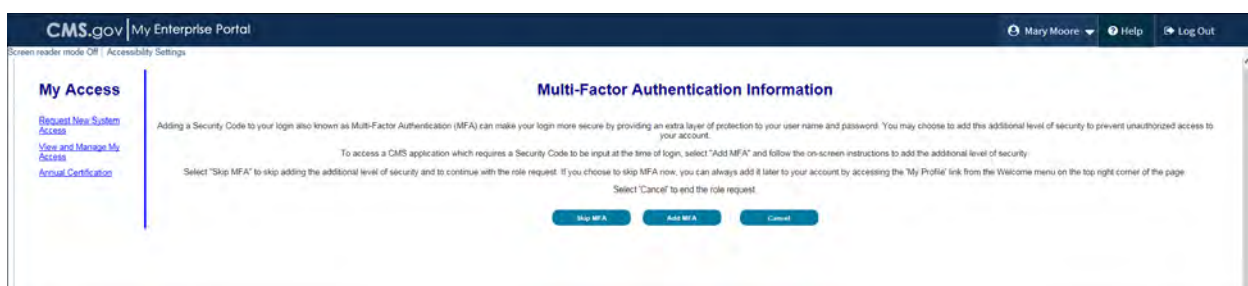 CMS.gov | My Enterprise Portal
Mary Moore
Help
Log Out
Screen reader mode Off | Accessibility Settings
My Access
Request New System
Access
View and Manage My
Access
Annual Certification
Multi-Factor Authentication Information
Adding a Security Code to your login also known as Multi-Factor Authentication (MFA) can make your login more secure by providing an extra layer of protection to your user name and password. You may choose to add this additional level of security to prevent unauthorized access to
your account.
To access a CMS application which requires a Security Code to be input at the time of login, select "Add MFA" and follow the on-screen instructions to add the additional level of security.
Select "Skip MFA" to skip adding the additional level of security and to continue with the role request. If you choose to skip MFA now, you can always add it later to your account by accessing the 'My Profile' link from the Welcome menu on the top right corner of the page.
Select 'Cancel' to end the role request.
Skip MFA
Add MFA
Cancel